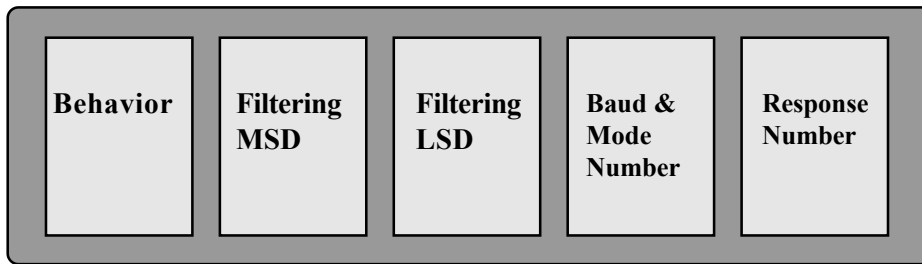 Behavior
Filtering
MSD
Filtering
LSD
Baud &
Mode
Number
Response
Number